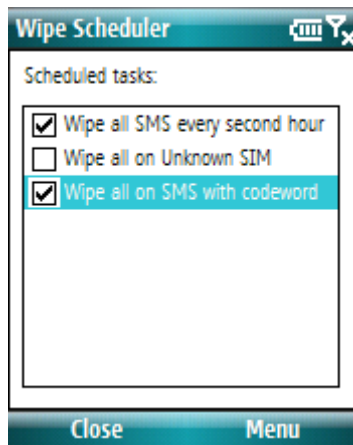 Wipe Scheduler
Scheduled tasks:
Wipe all SMS every second hour
Wipe all on Unknown SIM
Wipe all on SMS with codeword
Close Menu